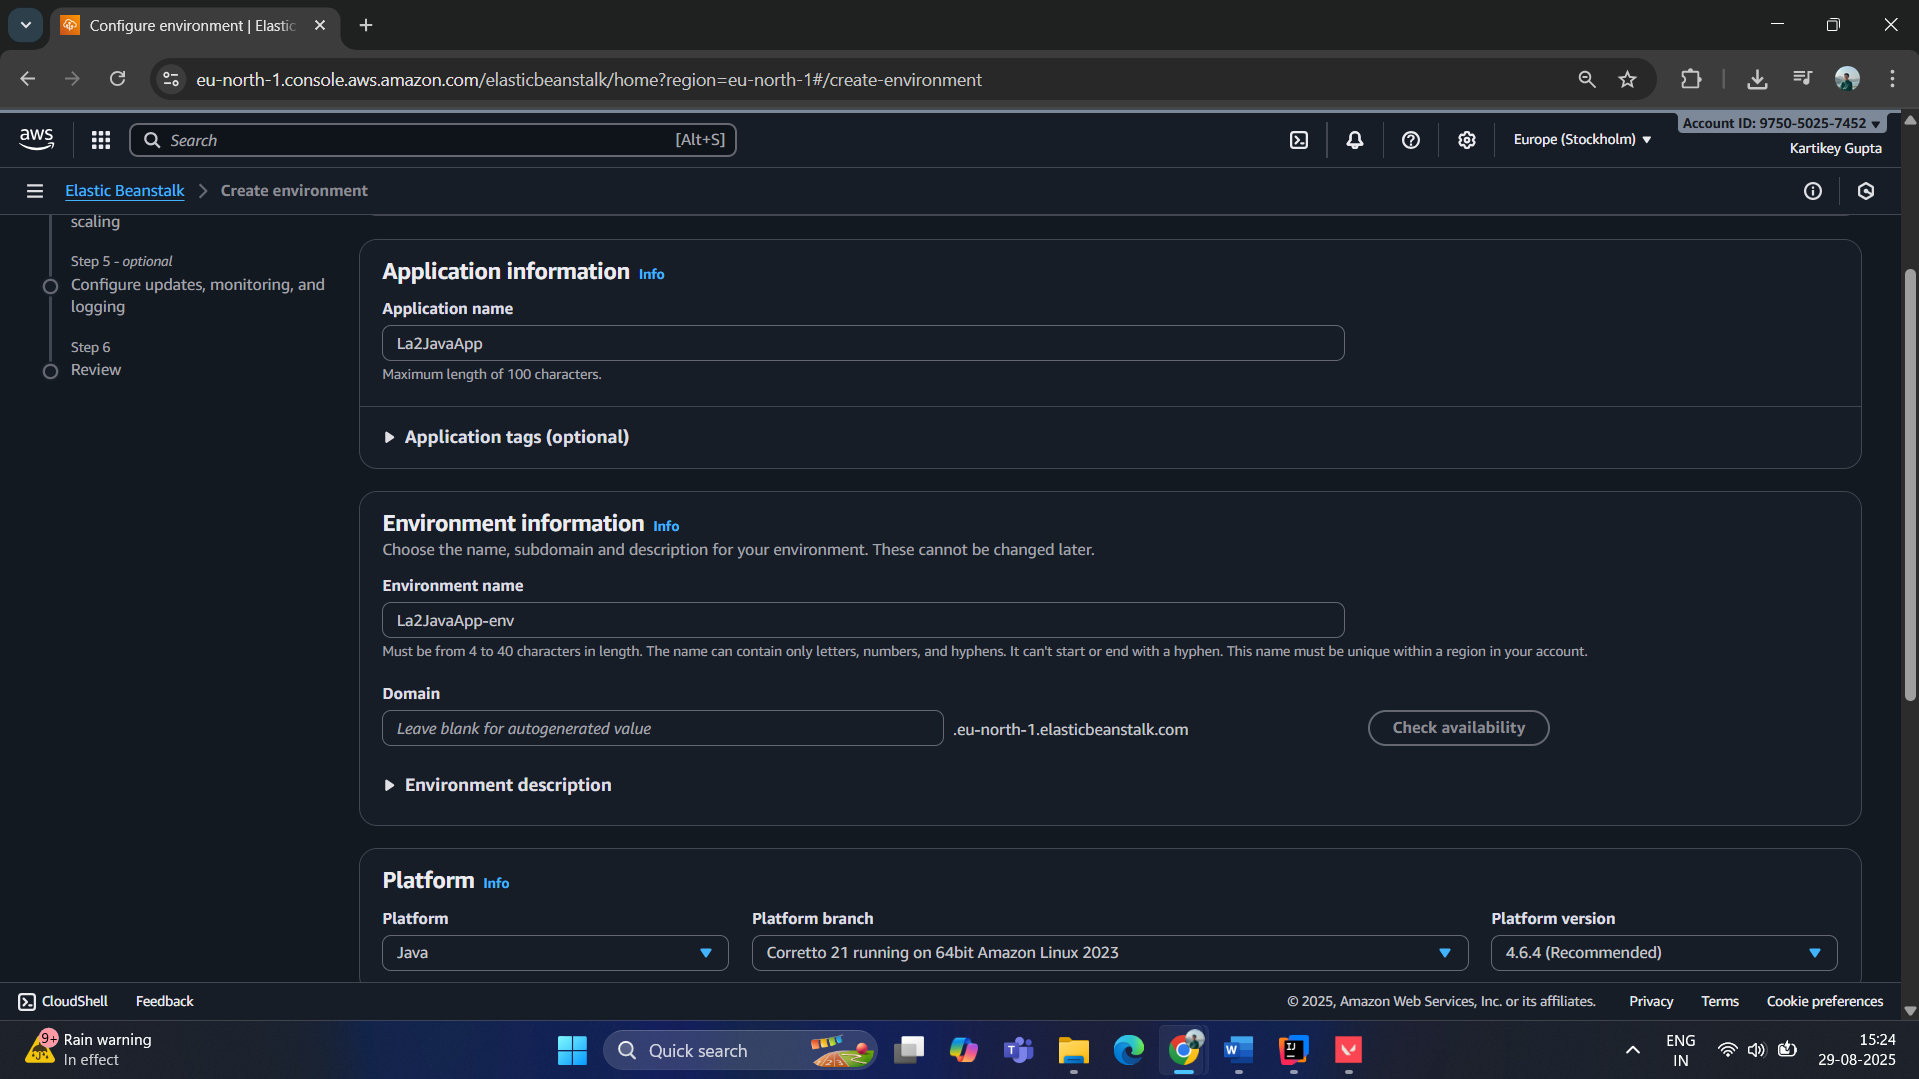 Configure environment | Elastic
eu-north-1.console.aws.amazon.com/elasticbeanstalk/home?region=eu-north-1#/create-environment
aws
Search
[Alt+S]
Europe (Stockholm)
Account ID: 9750-5025-7452
Kartikey Gupta
Elastic Beanstalk
Create environment
scaling
Step 5 - optional
Configure updates, monitoring, and
logging
Step 6
Review
Application information Info
Application name
La2JavaApp
Maximum length of 100 characters.
Application tags (optional)
Environment information Info
Choose the name, subdomain and description for your environment. These cannot be changed later.
Environment name
La2JavaApp-env
Must be from 4 to 40 characters in length. The name can contain only letters, numbers, and hyphens. It can't start or end with a hyphen. This name must be unique within a region in your account.
Domain
Leave blank for autogenerated value
.eu-north-1.elasticbeanstalk.com
Check availability
Environment description
Platform Info
Platform
Java
Platform branch
Corretto 21 running on 64bit Amazon Linux 2023
Platform version
4.6.4 (Recommended)
CloudShell
Feedback
© 2025, Amazon Web Services, Inc. or its affiliates.
Privacy
Terms
Cookie preferences
9+
Rain warning
In effect
Quick search
ENG
IN
15:24
29-08-2025